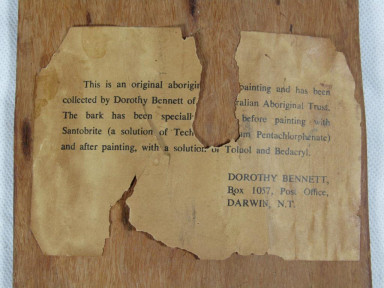 This is an original aborigin painting and has been
collected by Dorothy Bennett of ralian Aboriginal Trust.
The bark has been speciall before painting with
Santobrite (a solution of Tech um Pentachlorphenate)
and after painting, with a solution of Toluol and Bedacryl.
DOROTHY BENNETT,
Box 1057, Post Office,
DARWIN, N.T.